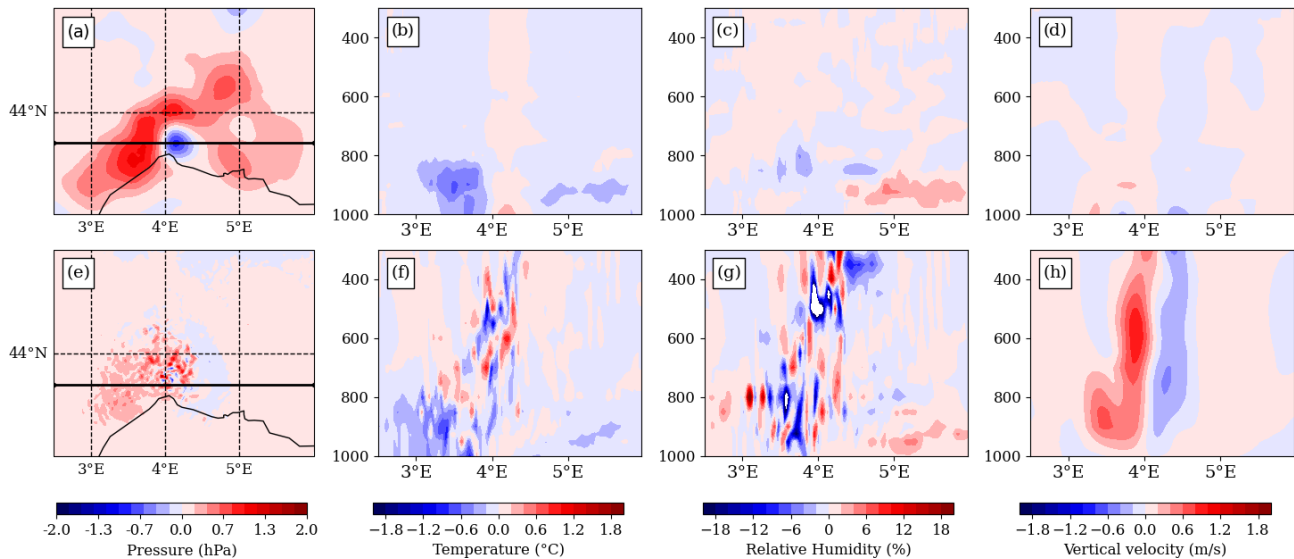 (a) (b) (c) (d)
400 400 400
44°N 600 600 600
800 800 800
1000 1000 1000
3°E 4°E 5°E 3°E 4°E 5°E 3°E 4°E 5°E 3°E 4°E 5°E
(e) (f) (g) (h)
400 400 400
44°N 600 600 600
800 800 800
1000 1000 1000
3°E 4°E 5°E 3°E 4°E 5°E 3°E 4°E 5°E 3°E 4°E 5°E
-2.0 -1.3 -0.7 0.0 0.7 1.3 2.0 −1.8 −1.2 −0.6 0.0 0.6 1.2 1.8 −18 −12 −6 0 6 12 18 −1.8 −1.2 −0.6 0.0 0.6 1.2 1.8
Pressure (hPa) Temperature (°C) Relative Humidity (%) Vertical velocity (m/s)